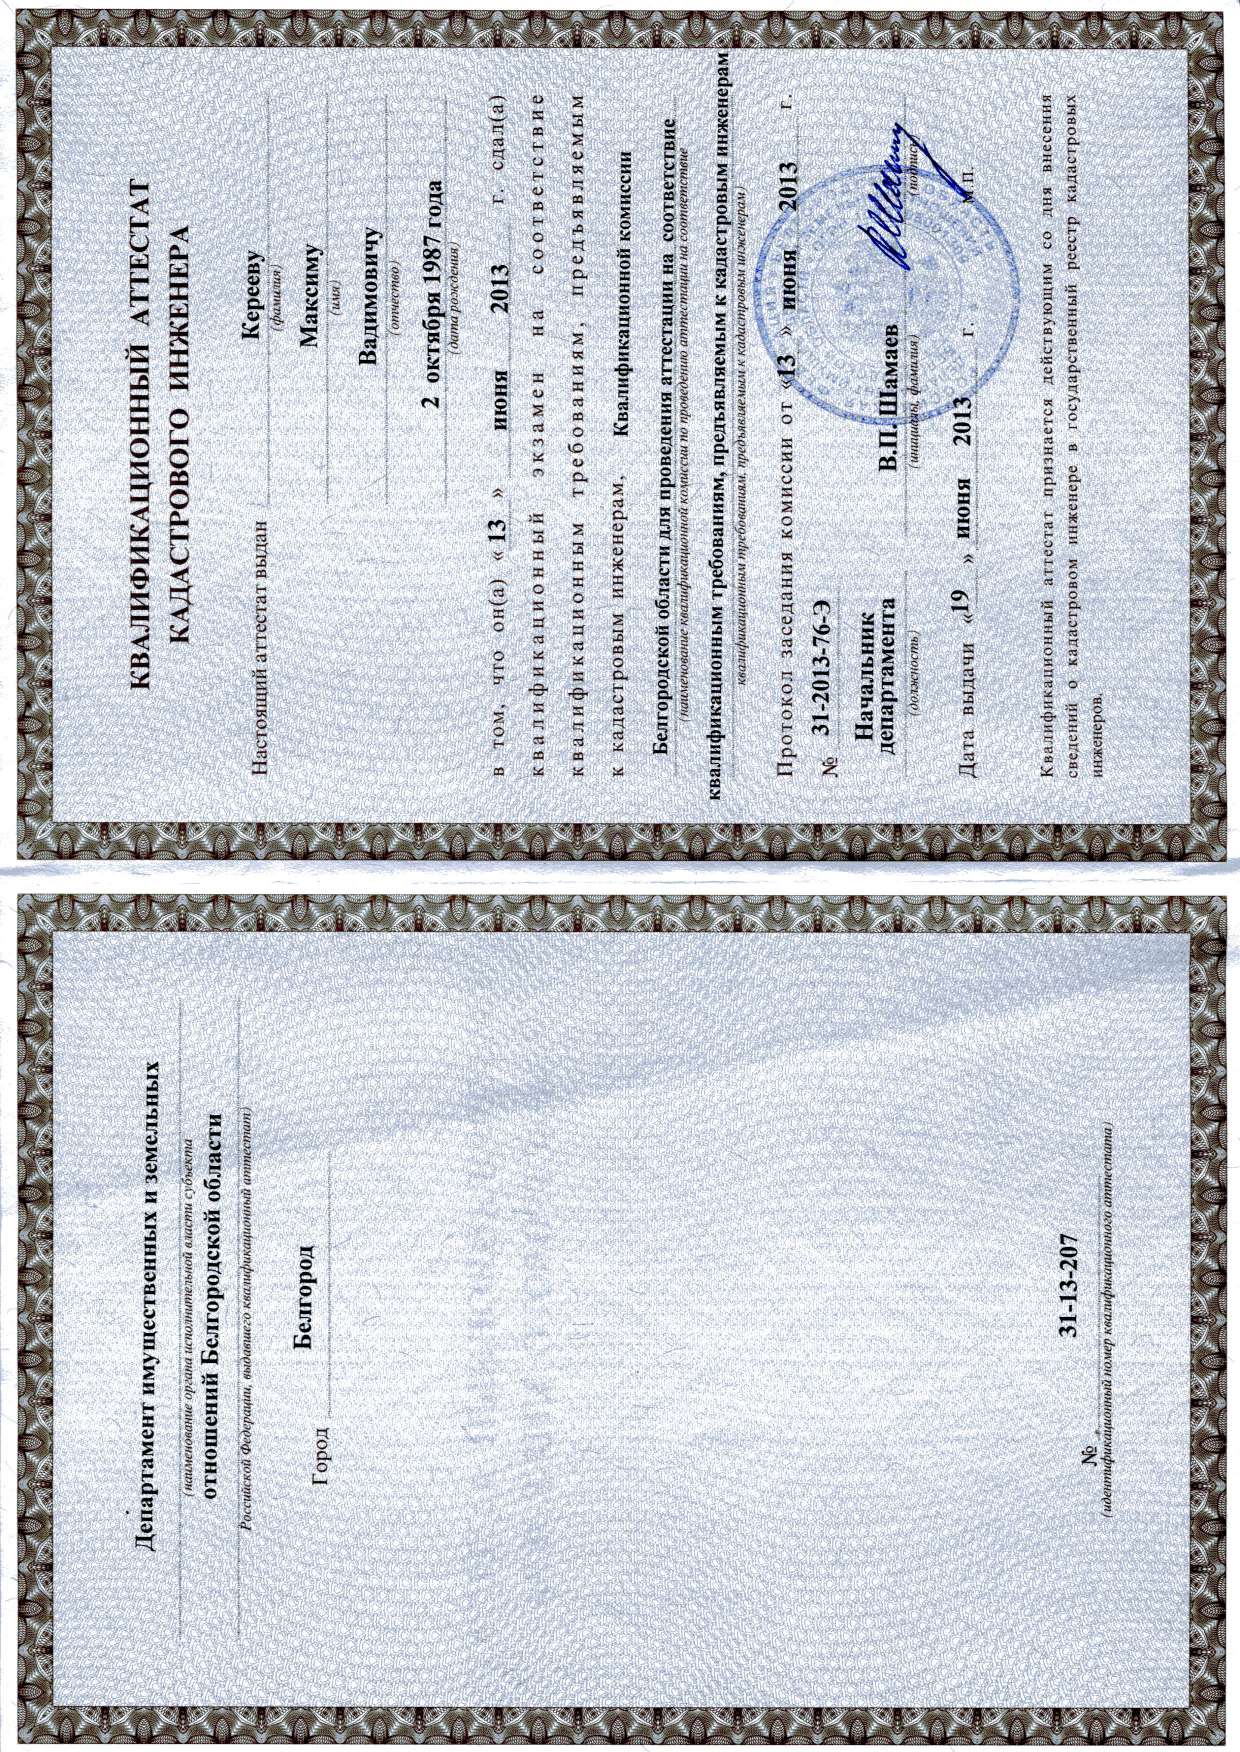 Департамент имущественных и земельных
(наименование органа исполнительной власти субъекта
отношений Белгородской области
Российской Федерации, выдавшего квалификационный аттестат)
Город Белгород
№ 31-13-207
(идентификационный номер квалификационного аттестата)
КВАЛИФИКАЦИОННЫЙ АТТЕСТАТ
КАДАСТРОВОГО ИНЖЕНЕРА
Настоящий аттестат выдан Керееву
(фамилия)
Максиму
(имя)
Вадимовичу
(отчество)
2 октября 1987 года
(дата рождения)
в том, что он(а) «13» июня 2013 г. сдал(а)
квалификационный экзамен на соответствие
квалификационным требованиям, предъявляемым
к кадастровым инженерам, Квалификационной комиссии
Белгородской области для проведения аттестации на соответствие
(наименование квалификационной комиссии по проведению аттестации на соответствие
квалификационным требованиям, предъявляемым к кадастровым инженерам
квалификационным требованиям, предъявляемым к кадастровым инженерам)
Протокол заседания комиссии от «13» июня 2013 г.
№ 31-2013-76-Э
Начальник
департамента В.П. Шамаев
(должность) (инициалы, фамилия) (подпись)
Дата выдачи «19» июня 2013 г. М.П.
Квалификационный аттестат признается действующим со дня внесения
сведений о кадастровом инженере в государственный реестр кадастровых
инженеров.